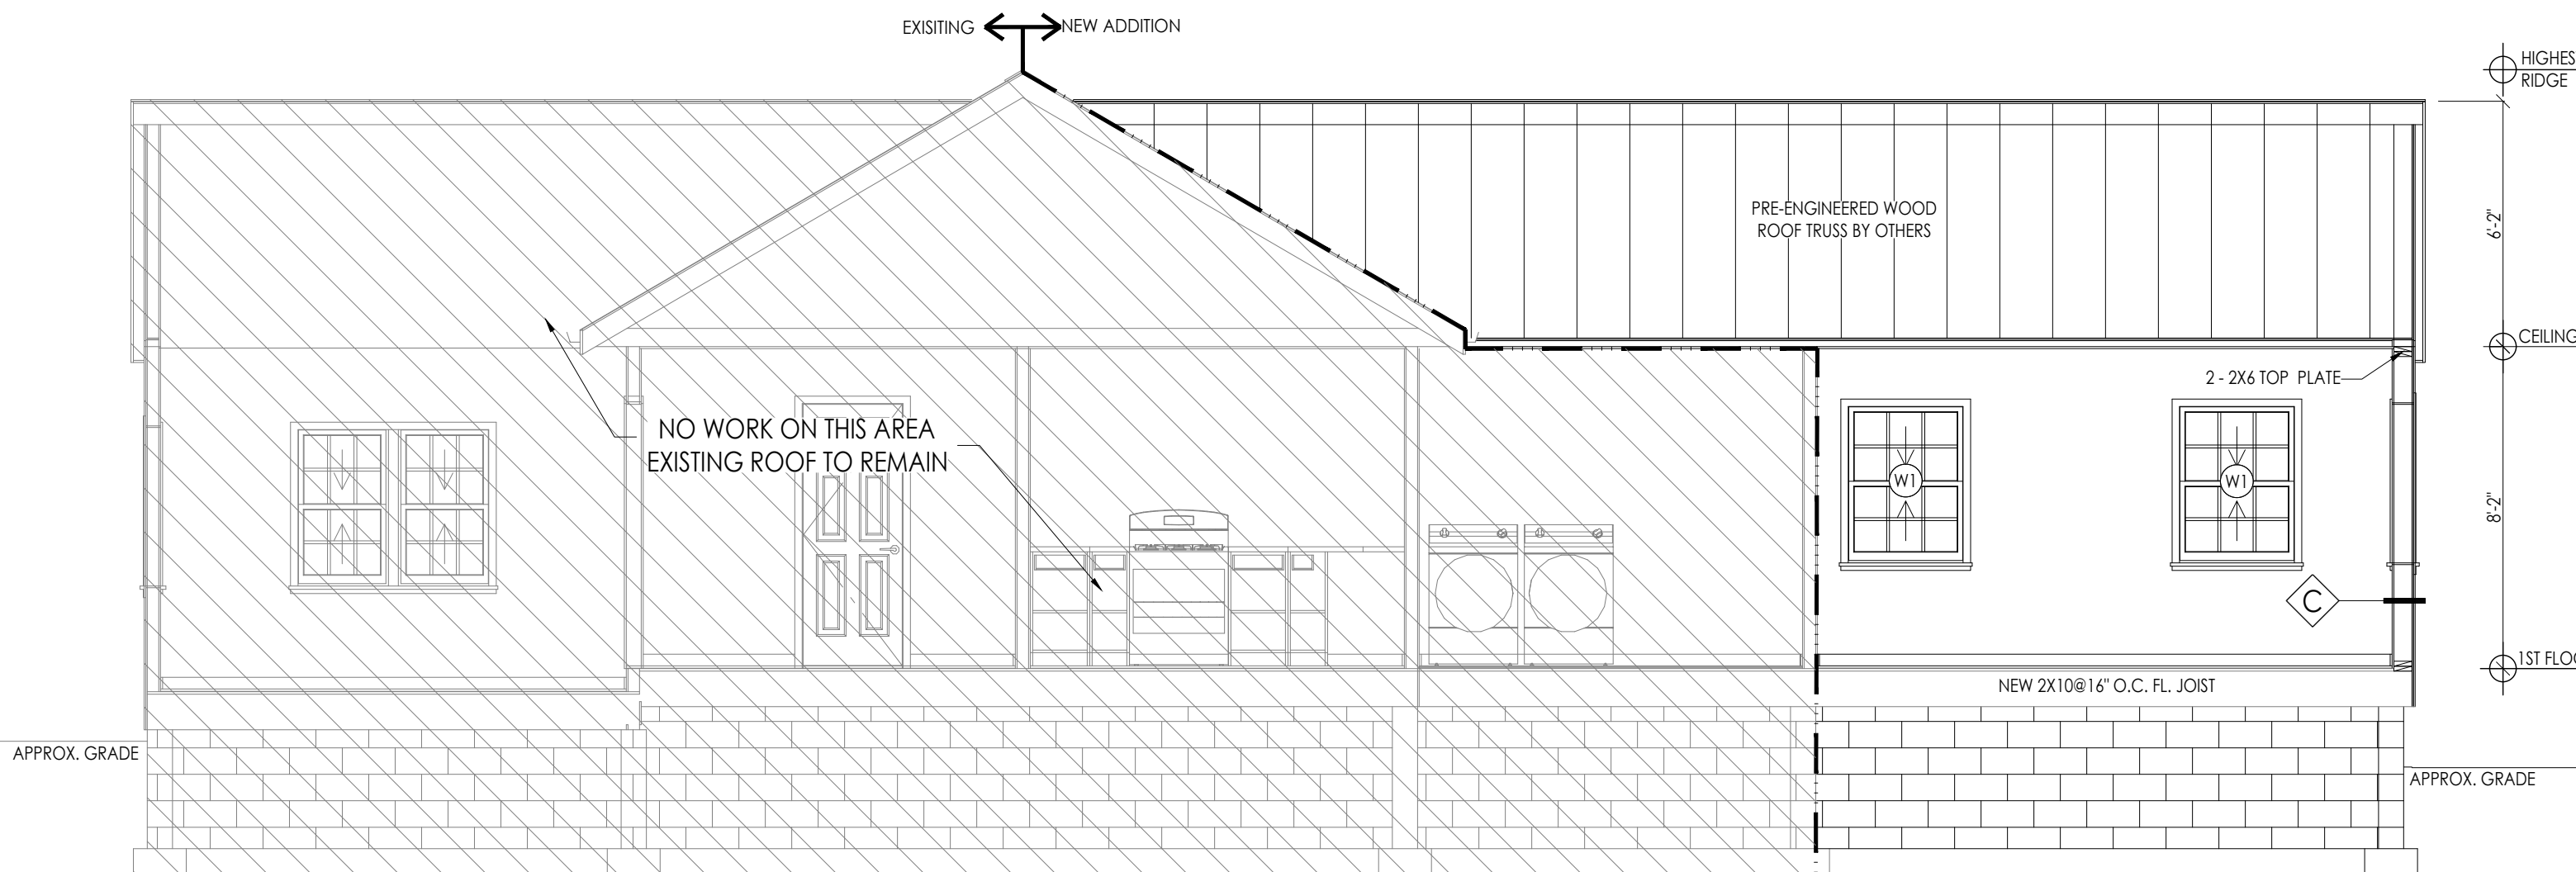 EXISITING
NEW ADDITION
HIGHES
RIDGE
PRE-ENGINEERED WOOD
ROOF TRUSS BY OTHERS
6'-2"
CEILING
2 - 2X6 TOP PLATE
NO WORK ON THIS AREA
EXISTING ROOF TO REMAIN
W1
W1
8'-2"
C
1ST FLOO
NEW 2X10@16" O.C. FL. JOIST
APPROX. GRADE
APPROX. GRADE